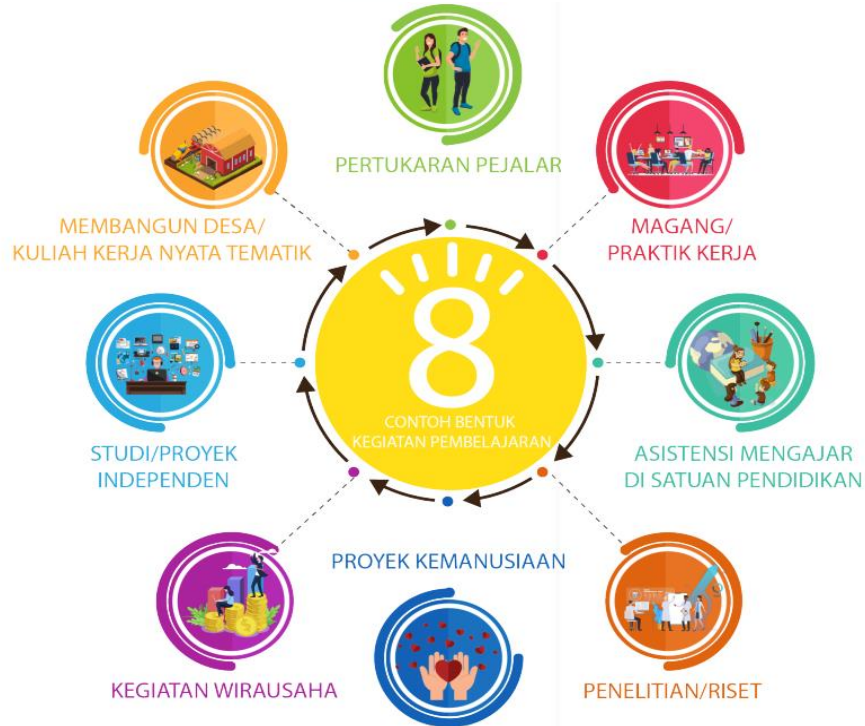 PERTUKARAN PEJALAR
MAGANG/
PRAKTIK KERJA
ASISTENSI MENGAJAR
DI SATUAN PENDIDIKAN
PENELITIAN/RISET
PROYEK KEMANUSIAAN
KEGIATAN WIRAUSAHA
STUDI/PROYEK
INDEPENDEN
MEMBANGUN DESA/
KULIAH KERJA NYATA TEMATIK
8
CONTOH BENTUK
KEGIATAN PEMBELAJARAN